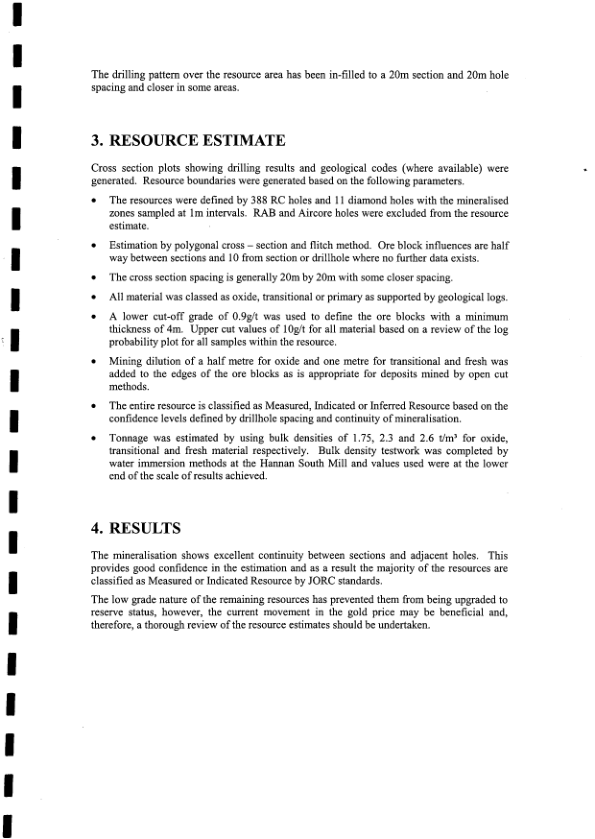 The drilling pattern over the resource area has been in-filled to a 20m section and 20m hole
spacing and closer in some areas.
3. RESOURCE ESTIMATE
Cross section plots showing drilling results and geological codes (where available) were
generated. Resource boundaries were generated based on the following parameters.
• The resources were defined by 388 RC holes and 11 diamond holes with the mineralised
zones sampled at 1m intervals. RAB and Aircore holes were excluded from the resource
estimate.
• Estimation by polygonal cross – section and flitch method. Ore block influences are half
way between sections and 10 from section or drillhole where no further data exists.
• The cross section spacing is generally 20m by 20m with some closer spacing.
• All material was classed as oxide, transitional or primary as supported by geological logs.
• A lower cut-off grade of 0.9g/t was used to define the ore blocks with a minimum
thickness of 4m. Upper cut values of 10g/t for all material based on a review of the log
probability plot for all samples within the resource.
• Mining dilution of a half metre for oxide and one metre for transitional and fresh was
added to the edges of the ore blocks as is appropriate for deposits mined by open cut
methods.
• The entire resource is classified as Measured, Indicated or Inferred Resource based on the
confidence levels defined by drillhole spacing and continuity of mineralisation.
• Tonnage was estimated by using bulk densities of 1.75, 2.3 and 2.6 t/m³ for oxide,
transitional and fresh material respectively. Bulk density testwork was completed by
water immersion methods at the Hannan South Mill and values used were at the lower
end of the scale of results achieved.
4. RESULTS
The mineralisation shows excellent continuity between sections and adjacent holes. This
provides good confidence in the estimation and as a result the majority of the resources are
classified as Measured or Indicated Resource by JORC standards.
The low grade nature of the remaining resources has prevented them from being upgraded to
reserve status, however, the current movement in the gold price may be beneficial and,
therefore, a thorough review of the resource estimates should be undertaken.